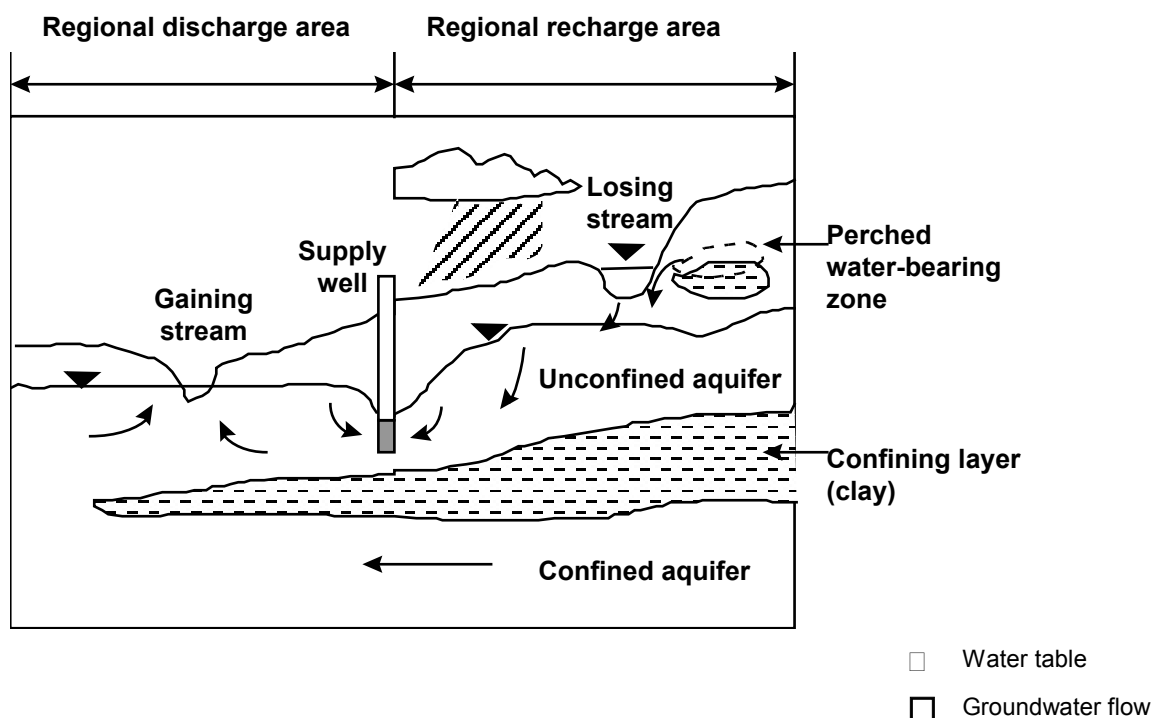 Regional discharge area
Regional recharge area
Losing
stream
Supply
well
Gaining
stream
Perched
water-bearing
zone
Unconfined aquifer
Confining layer
(clay)
Confined aquifer
Water table
Groundwater flow